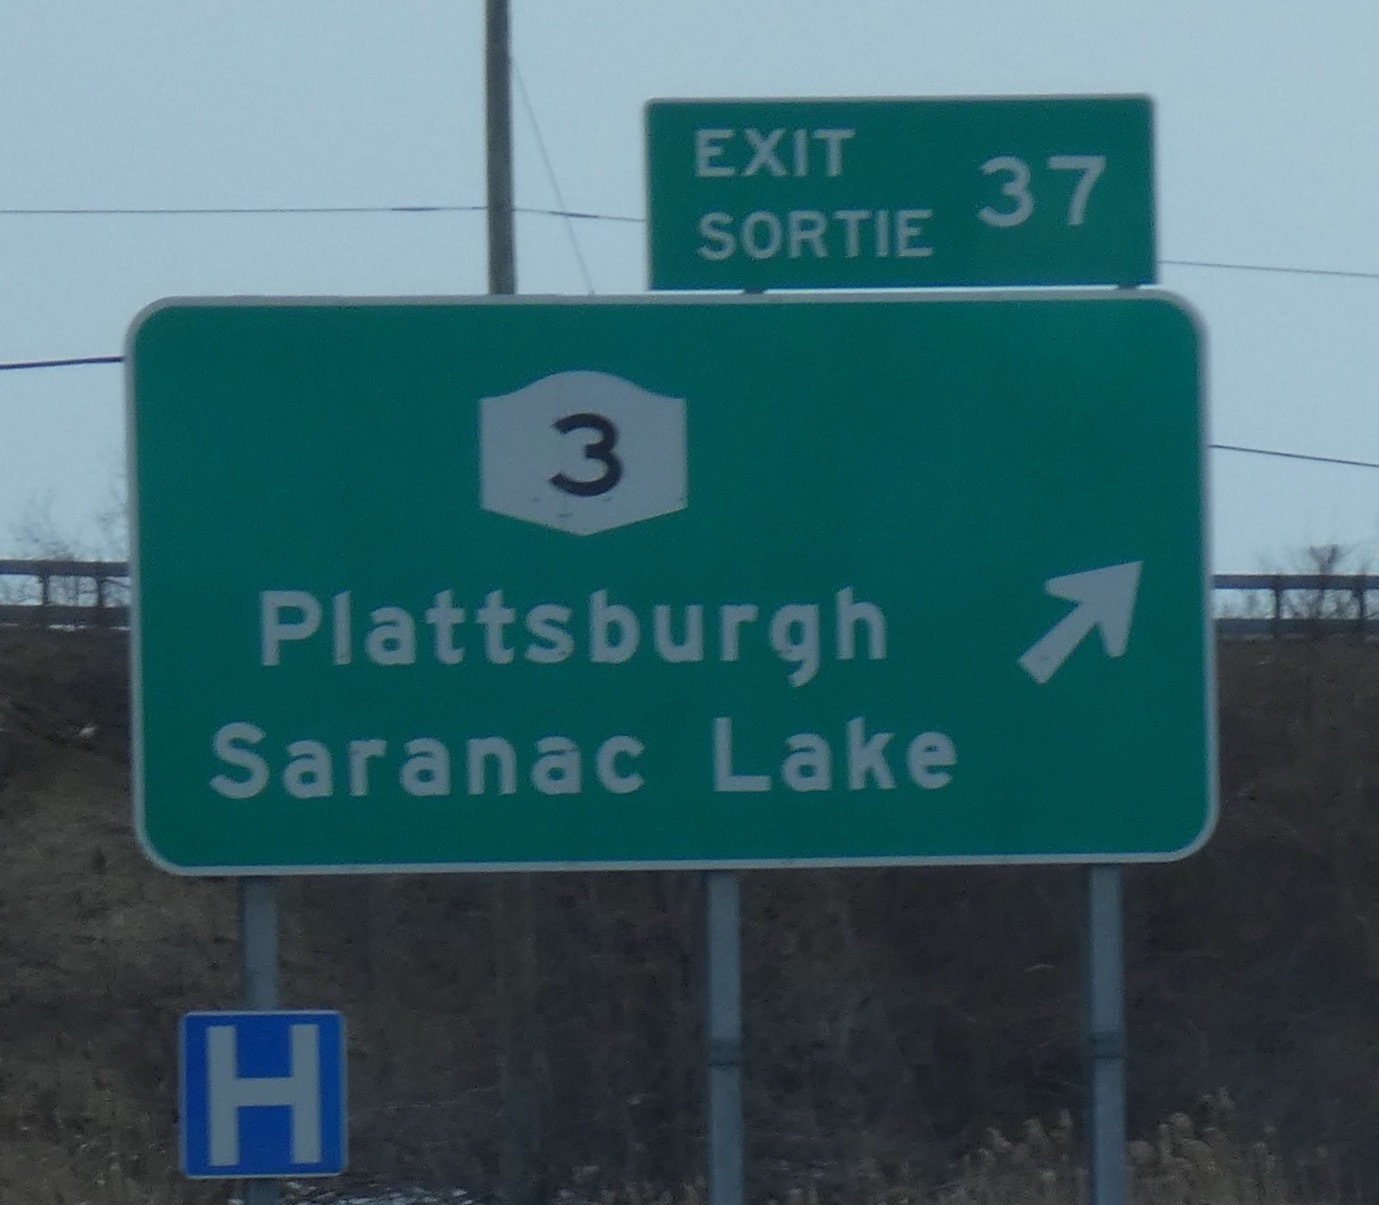 EXIT
SORTIE 37
3
Plattsburgh
Saranac Lake
H